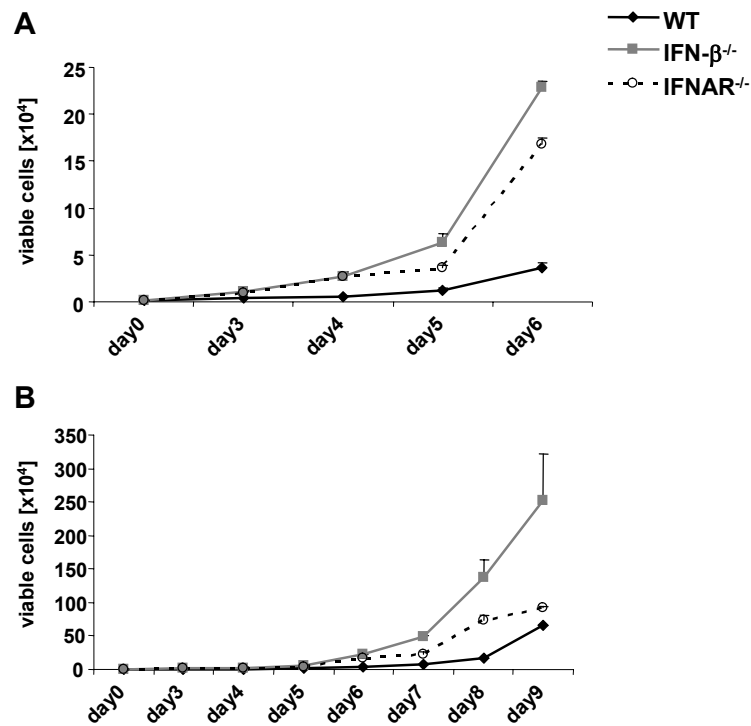 A
WT
IFN-β-/-
IFNAR-/-
viable cells [x10⁴]
25
20
15
10
5
0
day0
day3
day4
day5
day6
B
viable cells [x10⁴]
350
300
250
200
150
100
50
0
day0
day3
day4
day5
day6
day7
day8
day9